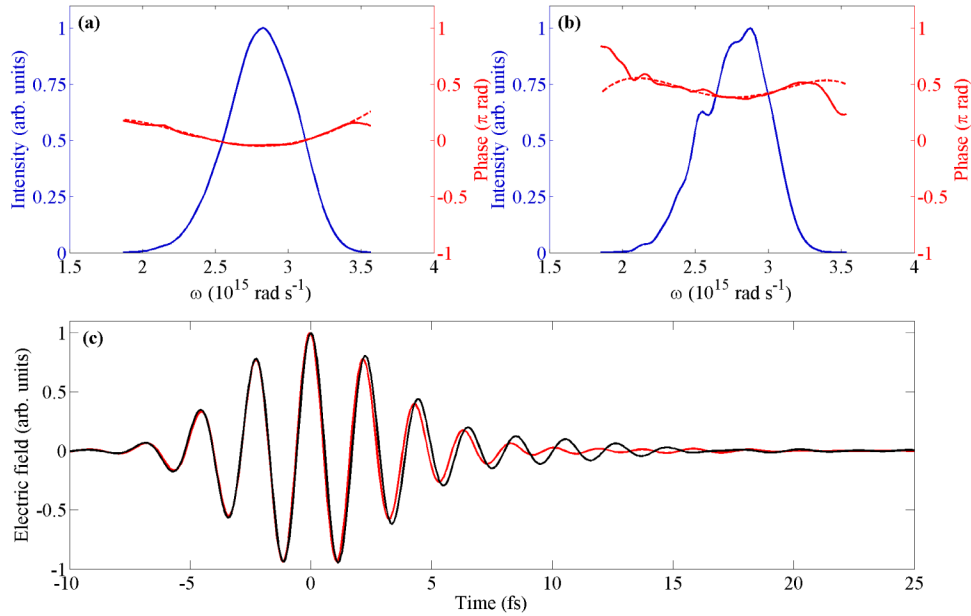 (a)
1
0.75
0.5
0.25
0
Intensity (arb. units)
1
0.5
0
-0.5
-1
Phase (π rad)
1.5 2 2.5 3 3.5 4
ω (10¹⁵ rad s⁻¹)
(b)
1
0.75
0.5
0.25
0
Intensity (arb. units)
1
0.5
0
-0.5
-1
Phase (π rad)
1.5 2 2.5 3 3.5 4
ω (10¹⁵ rad s⁻¹)
(c)
1
0.5
0
-0.5
-1
Electric field (arb. units)
-10 -5 0 5 10 15 20 25
Time (fs)